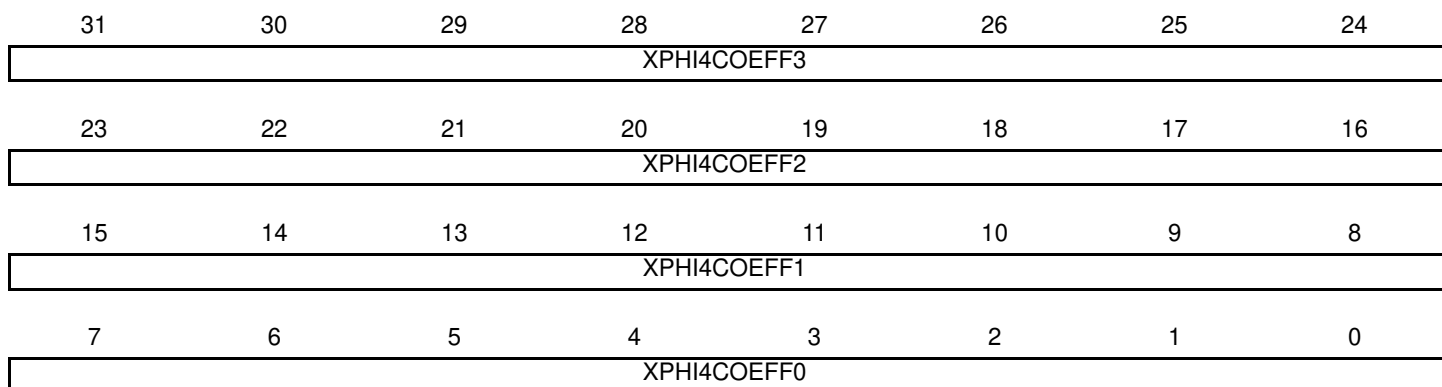 31 30 29 28 27 26 25 24
XPHI4COEFF3
23 22 21 20 19 18 17 16
XPHI4COEFF2
15 14 13 12 11 10 9 8
XPHI4COEFF1
7 6 5 4 3 2 1 0
XPHI4COEFF0